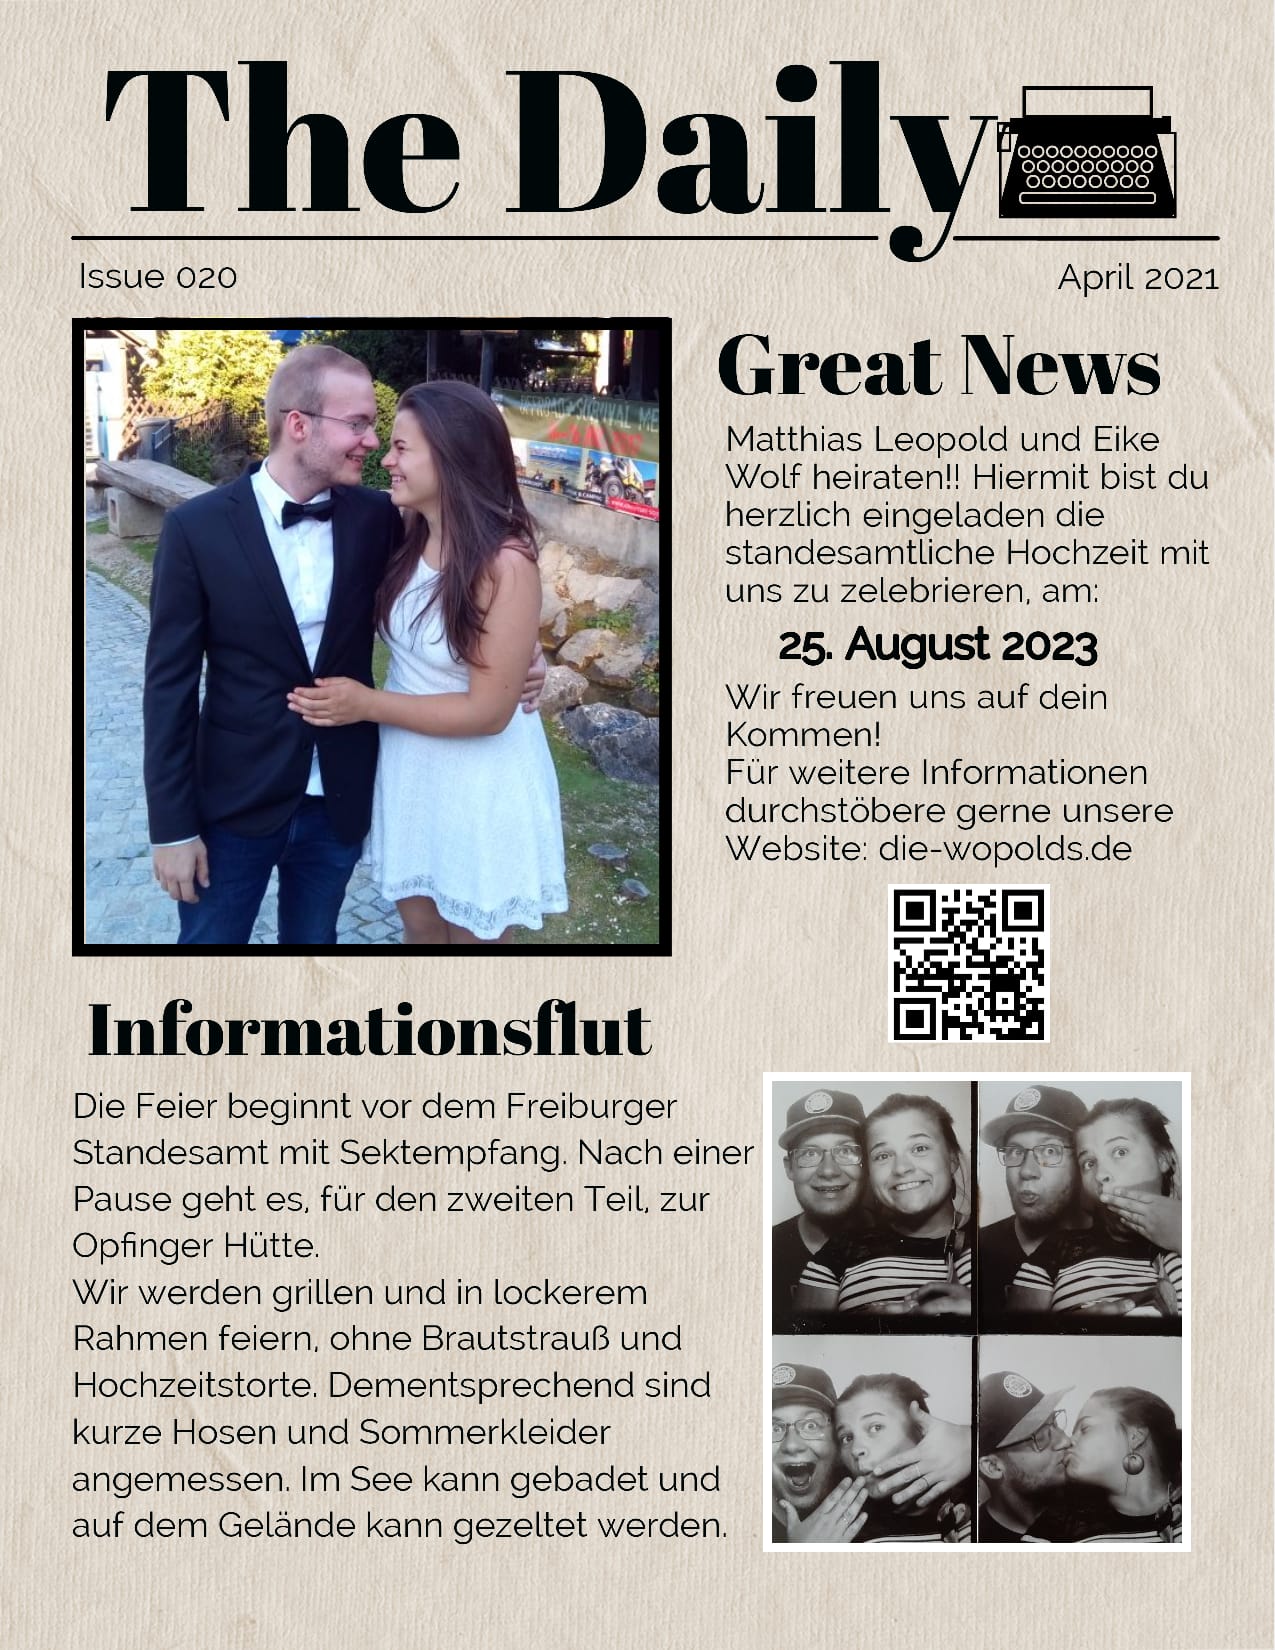 The Daily
Issue 020
April 2021
Great News
Matthias Leopold und Eike
Wolf heiraten!! Hiermit bist du
herzlich eingeladen die
standesamtliche Hochzeit mit
uns zu zelebrieren, am:
25. August 2023
Wir freuen uns auf dein
Kommen!
Für weitere Informationen
durchstöbere gerne unsere
Website: die-wopolds.de
Informationsflut
Die Feier beginnt vor dem Freiburger
Standesamt mit Sektempfang. Nach einer
Pause geht es, für den zweiten Teil, zur
Opfinger Hütte.
Wir werden grillen und in lockerem
Rahmen feiern, ohne Brautstrauß und
Hochzeitstorte. Dementsprechend sind
kurze Hosen und Sommerkleider
angemessen. Im See kann gebadet und
auf dem Gelände kann gezeltet werden.